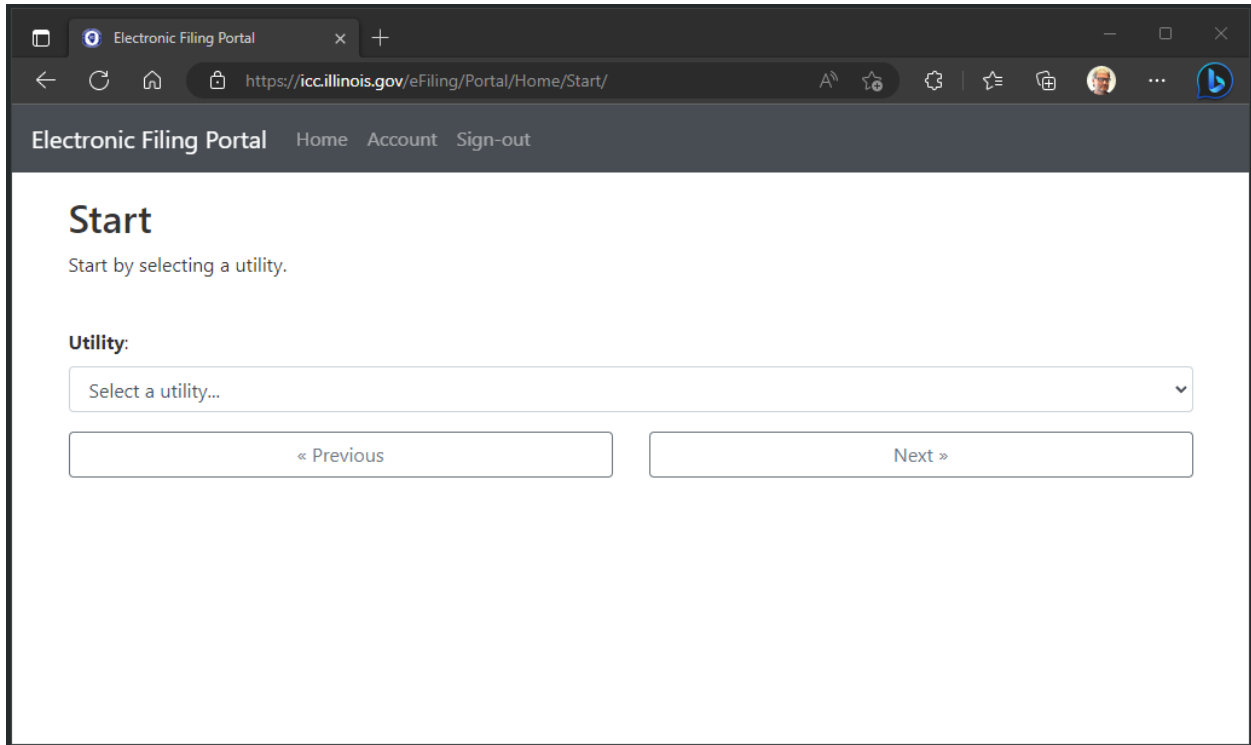 Electronic Filing Portal
https://icc.illinois.gov/eFiling/Portal/Home/Start/
Electronic Filing Portal Home Account Sign-out
Start
Start by selecting a utility.
Utility:
Select a utility...
« Previous Next »